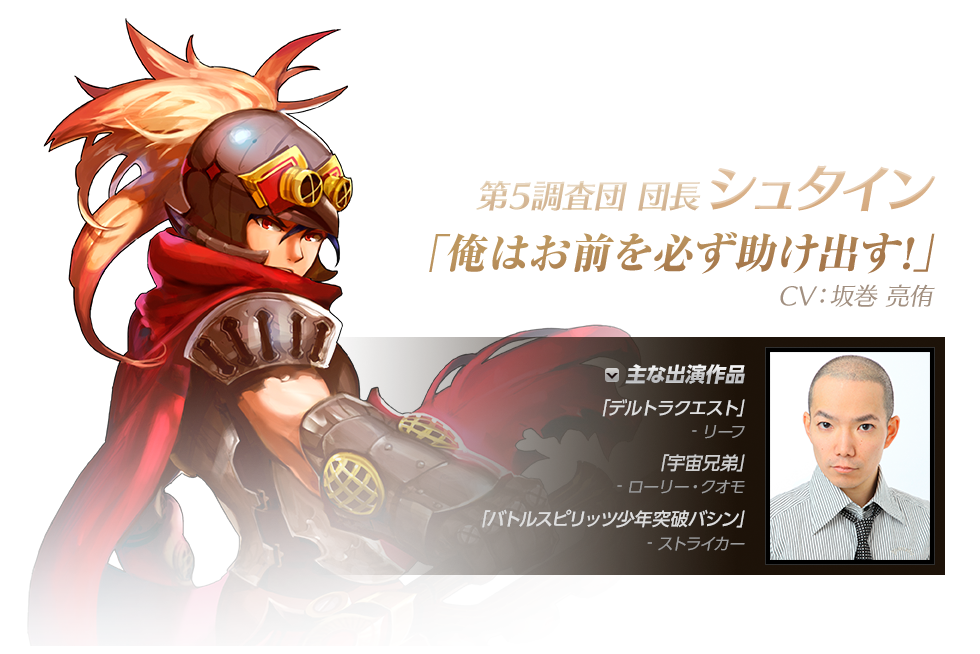 第5調査団 団長 シュタイン
「俺はお前を必ず助け出す!」
CV:坂巻 亮侑
主な出演作品
「デルトラクエスト」
- リーフ
「宇宙兄弟」
- ローリー・クオモ
「バトルスピリッツ少年突破バシン」
- ストライカー